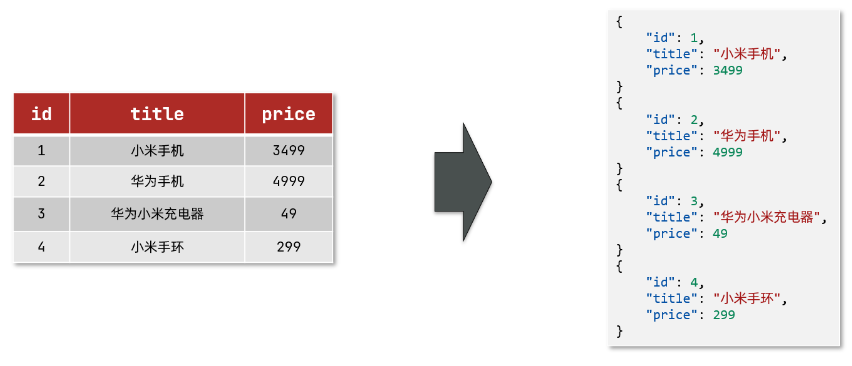 id title price
1 小米手机 3499
2 华为手机 4999
3 华为小米充电器 49
4 小米手环 299
{
"id": 1,
"title": "小米手机",
"price": 3499
}
{
"id": 2,
"title": "华为手机",
"price": 4999
}
{
"id": 3,
"title": "华为小米充电器",
"price": 49
}
{
"id": 4,
"title": "小米手环",
"price": 299
}